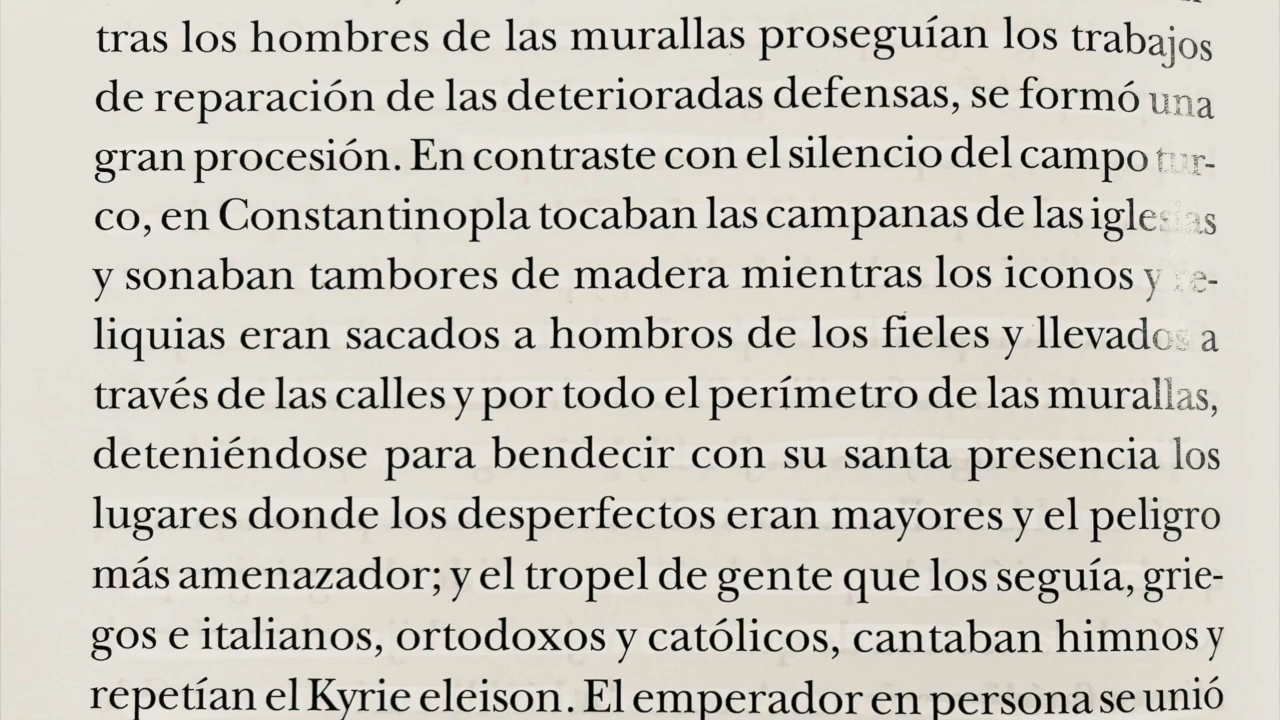 tras los hombres de las murallas proseguían los trabajos
de reparación de las deterioradas defensas, se formó una
gran procesión. En contraste con el silencio del campo tur-
co, en Constantinopla tocaban las campanas de las iglesias
y sonaban tambores de madera mientras los iconos y re-
liquias eran sacados a hombros de los fieles y llevados a
través de las calles y por todo el perímetro de las murallas,
deteniéndose para bendecir con su santa presencia los
lugares donde los desperfectos eran mayores y el peligro
más amenazador; y el tropel de gente que los seguía, grie-
gos e italianos, ortodoxos y católicos, cantaban himnos y
repetían el Kyrie eleison. El emperador en persona se unió